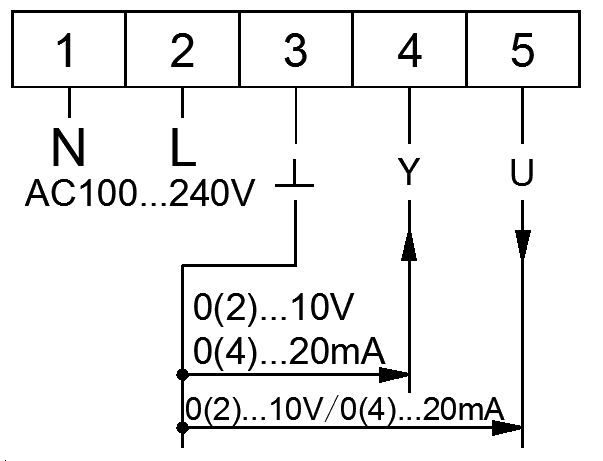 1 2 3 4 5
N L ⊥ Y U
AC100...240V
0(2)...10V
0(4)...20mA
0(2)...10V/0(4)...20mA